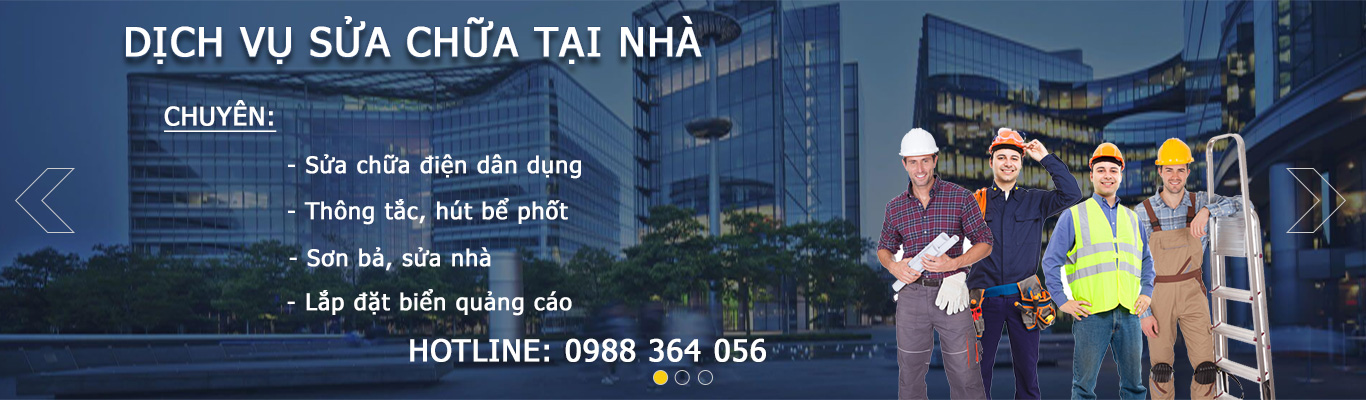 DỊCH VỤ SỬA CHỮA TẠI NHÀ
CHUYÊN:
- Sửa chữa điện dân dụng
- Thông tắc, hút bể phốt
- Sơn bả, sửa nhà
- Lắp đặt biển quảng cáo
HOTLINE: 0988 364 056